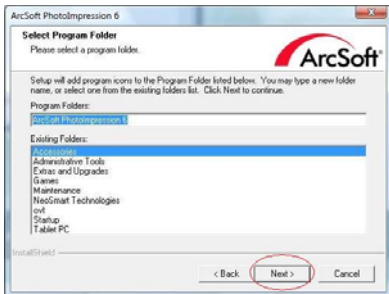 ArcSoft PhotoImpression 6
Select Program Folder
Please select a program folder.
ArcSoft
Setup will add program icons to the Program Folder listed below. You may type a new folder
name, or select one from the existing folders list. Click Next to continue.
Program Folders:
ArcSoft PhotoImpression 6
Existing Folders:
Accessories
Administrative Tools
Extras and Upgrades
Games
Maintenance
NeoSmart Technologies
ovt
Startup
Tablet PC
InstallShield
< Back
Next >
Cancel